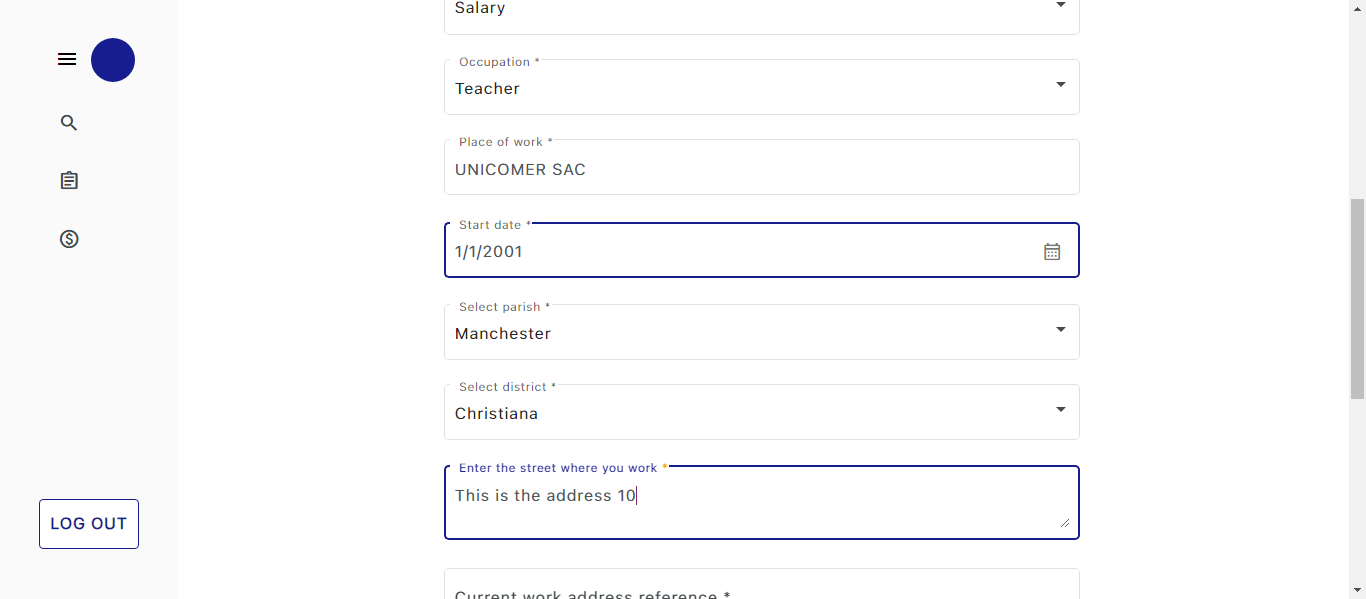 Salary
Occupation *
Teacher
Place of work *
UNICOMER SAC
Start date *
1/1/2001
Select parish *
Manchester
Select district *
Christiana
Enter the street where you work *
This is the address 10
LOG OUT
Current work address reference *